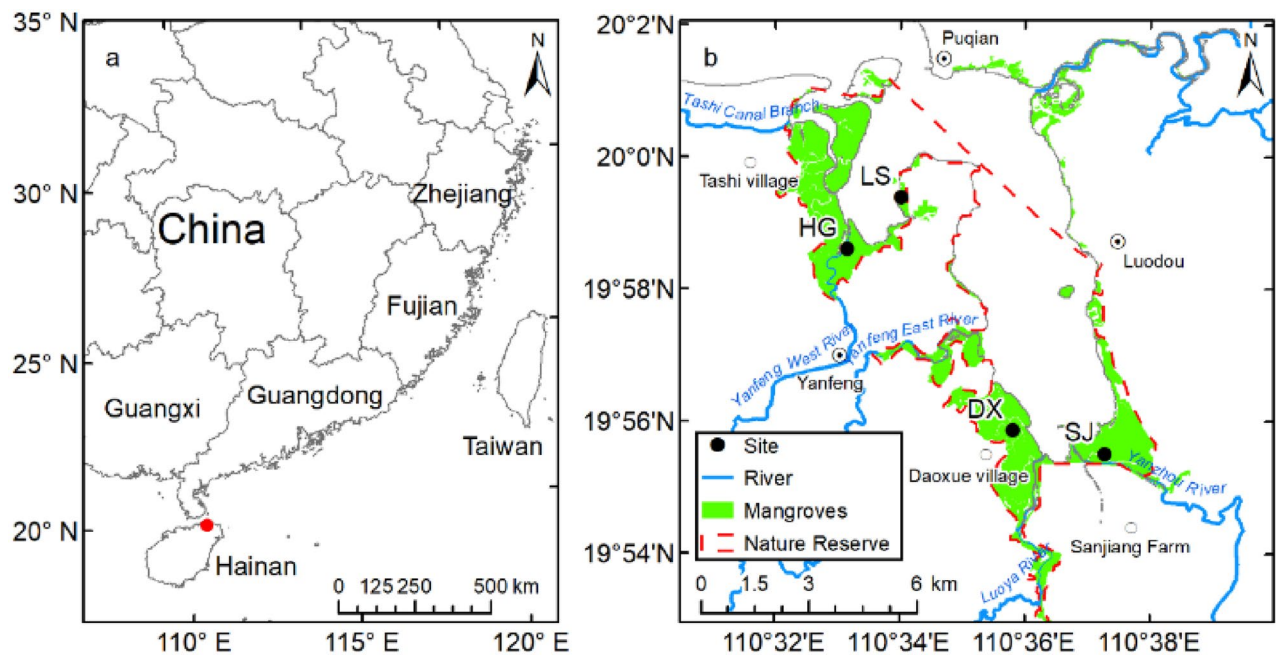 35° N
30° N
25° N
20° N
110° E
115° E
120° E
a
N
China
Zhejiang
Fujian
Guangxi
Guangdong
Taiwan
Hainan
0 125 250 500 km
20°2'N
20°0'N
19°58'N
19°56'N
19°54'N
110°32'E
110°34'E
110°36'E
110°38'E
b
N
Puqian
Tashi Canal Branch
Tashi village
LS
HG
Luodou
Yanfeng West River
Yanfeng East River
Yanfeng
DX
SJ
Daoxue village
Yanzhou River
Sanjiang Farm
Luoya River
Site
River
Mangroves
Nature Reserve
0 1.5 3 6 km